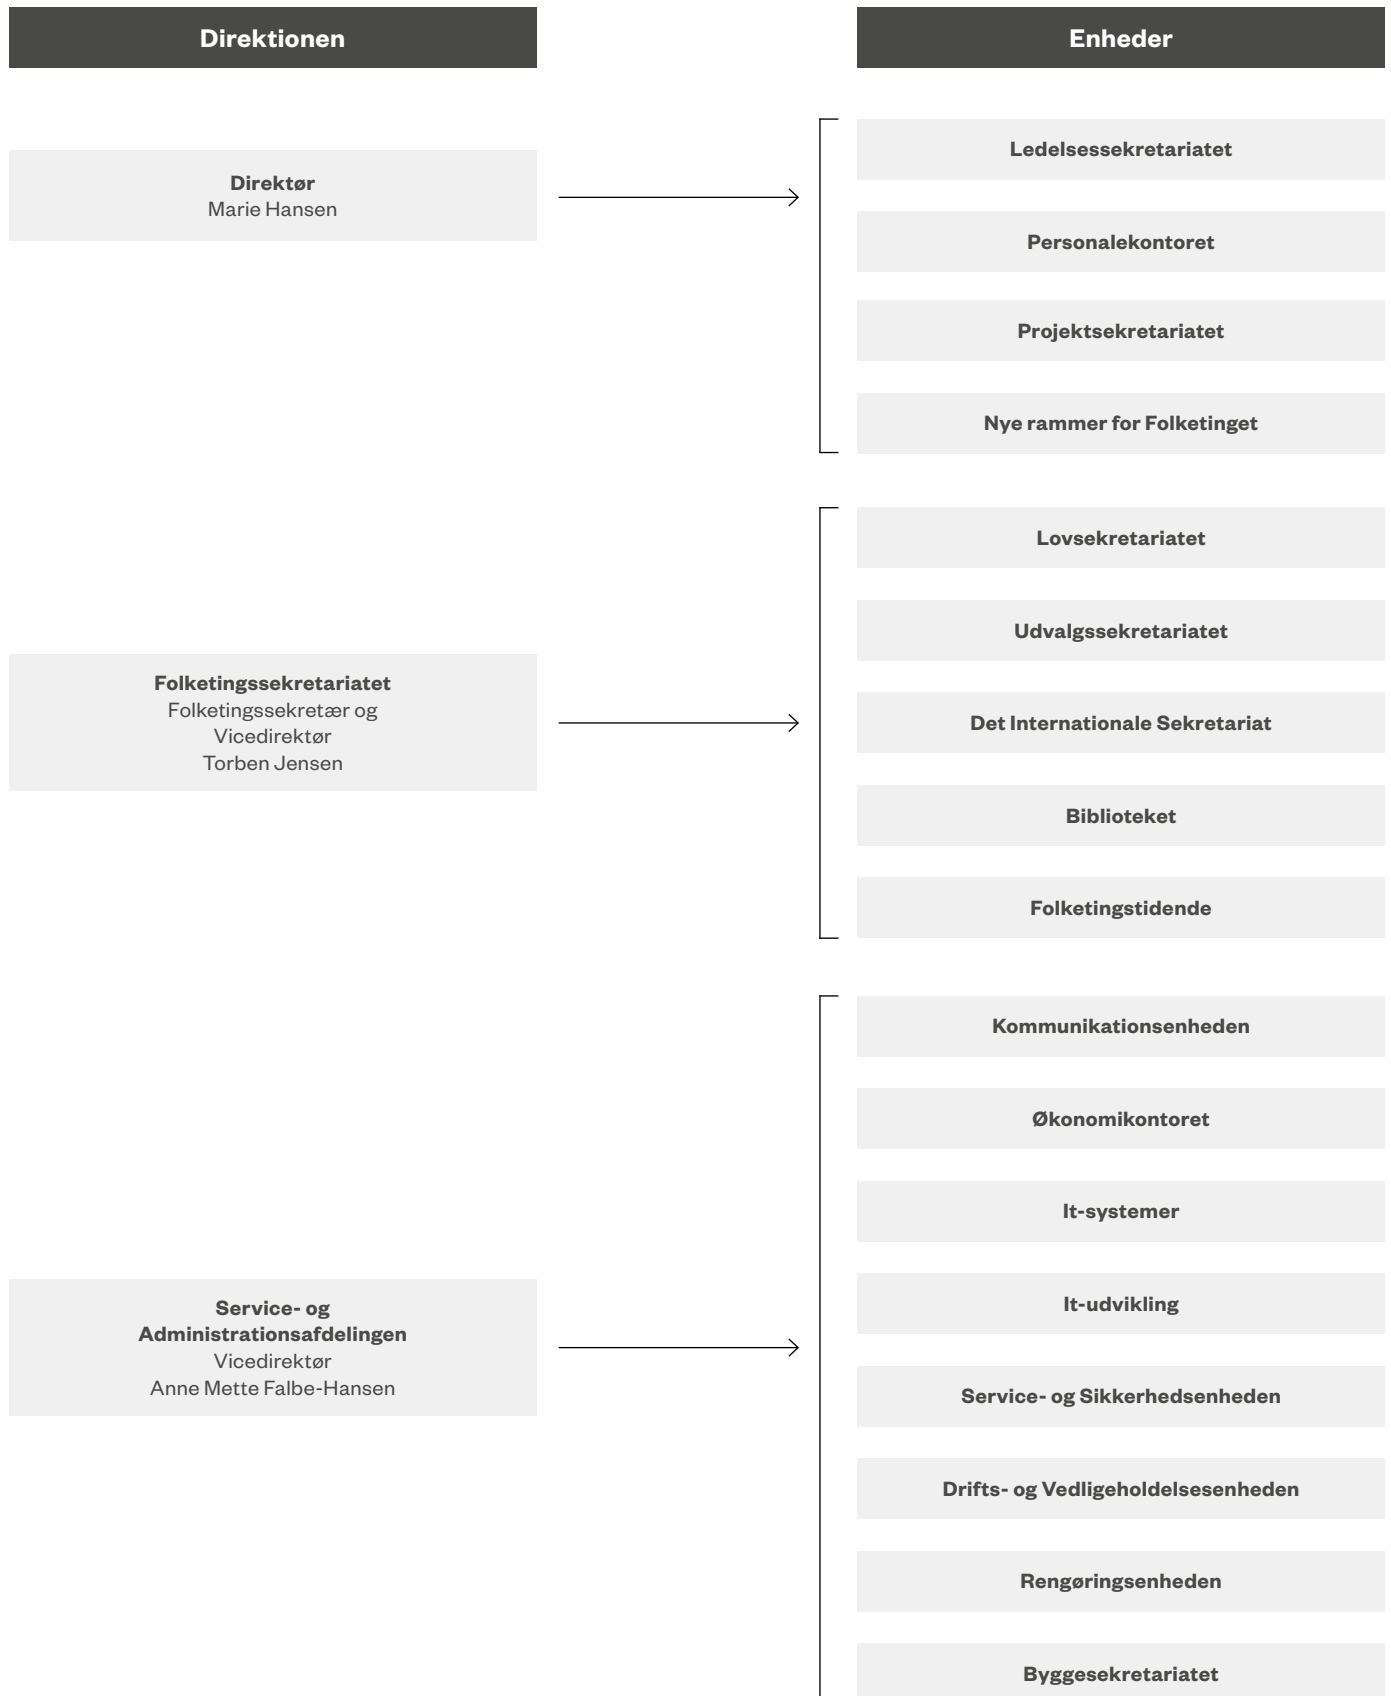 Direktionen
Enheder
Direktør
Marie Hansen
Ledelsessekretariatet
Personalekontoret
Projektsekretariatet
Nye rammer for Folketinget
Folketingssekretariatet
Folketingssekretær og
Vicedirektør
Torben Jensen
Lovsekretariatet
Udvalgssekretariatet
Det Internationale Sekretariat
Biblioteket
Folketingstidende
Service- og
Administrationsafdelingen
Vicedirektør
Anne Mette Falbe-Hansen
Kommunikationsenheden
Økonomikontoret
It-systemer
It-udvikling
Service- og Sikkerhedsenheden
Drifts- og Vedligeholdelsesenheden
Rengøringsenheden
Byggesekretariatet